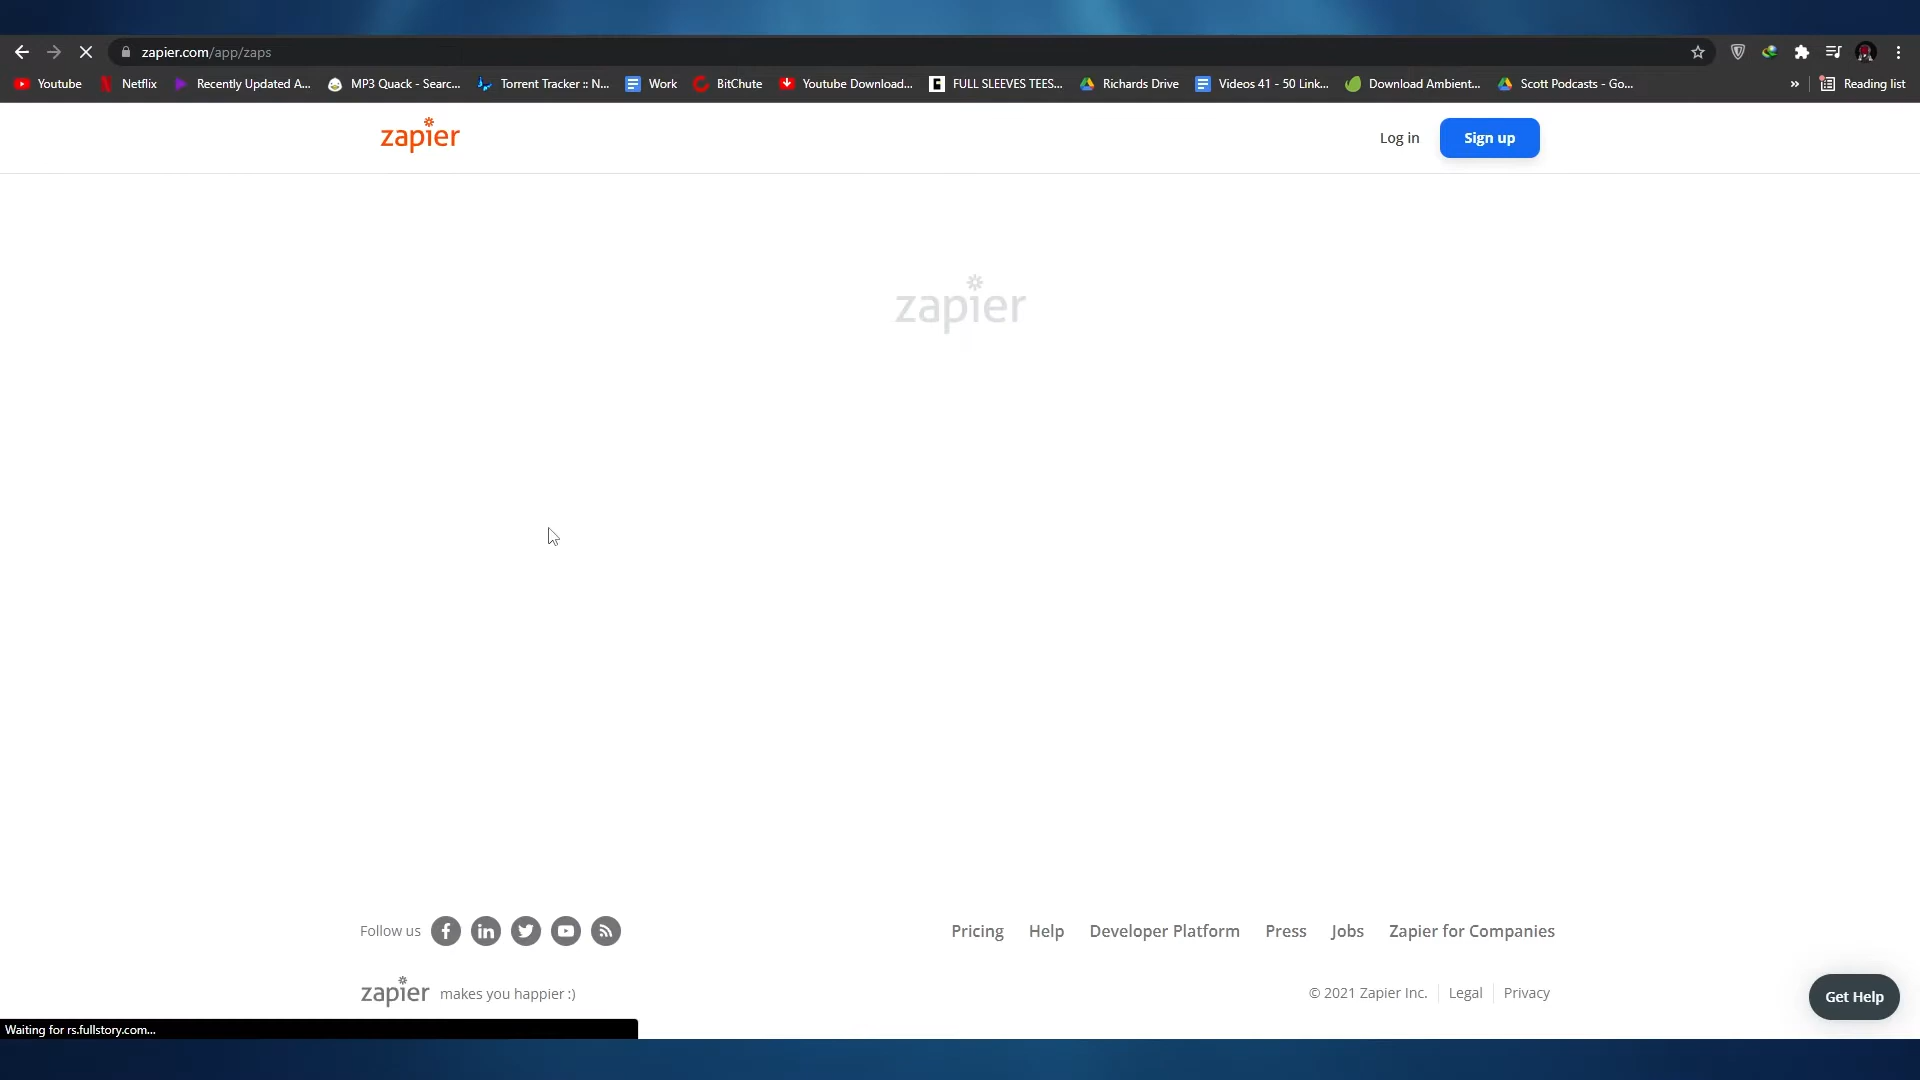 zapier.com/app/zaps
Youtube Netflix Recently Updated A... MP3 Quack - Searc... Torrent Tracker :: N... Work BitChute Youtube Download... FULL SLEEVES TEES... Richards Drive Videos 41 - 50 Link... Download Ambient... Scott Podcasts - Go... » Reading list
zapier Log in Sign up
zapier
Follow us Pricing Help Developer Platform Press Jobs Zapier for Companies
zapier makes you happier :) © 2021 Zapier Inc. Legal Privacy
Get Help
Waiting for rs.fullstory.com...